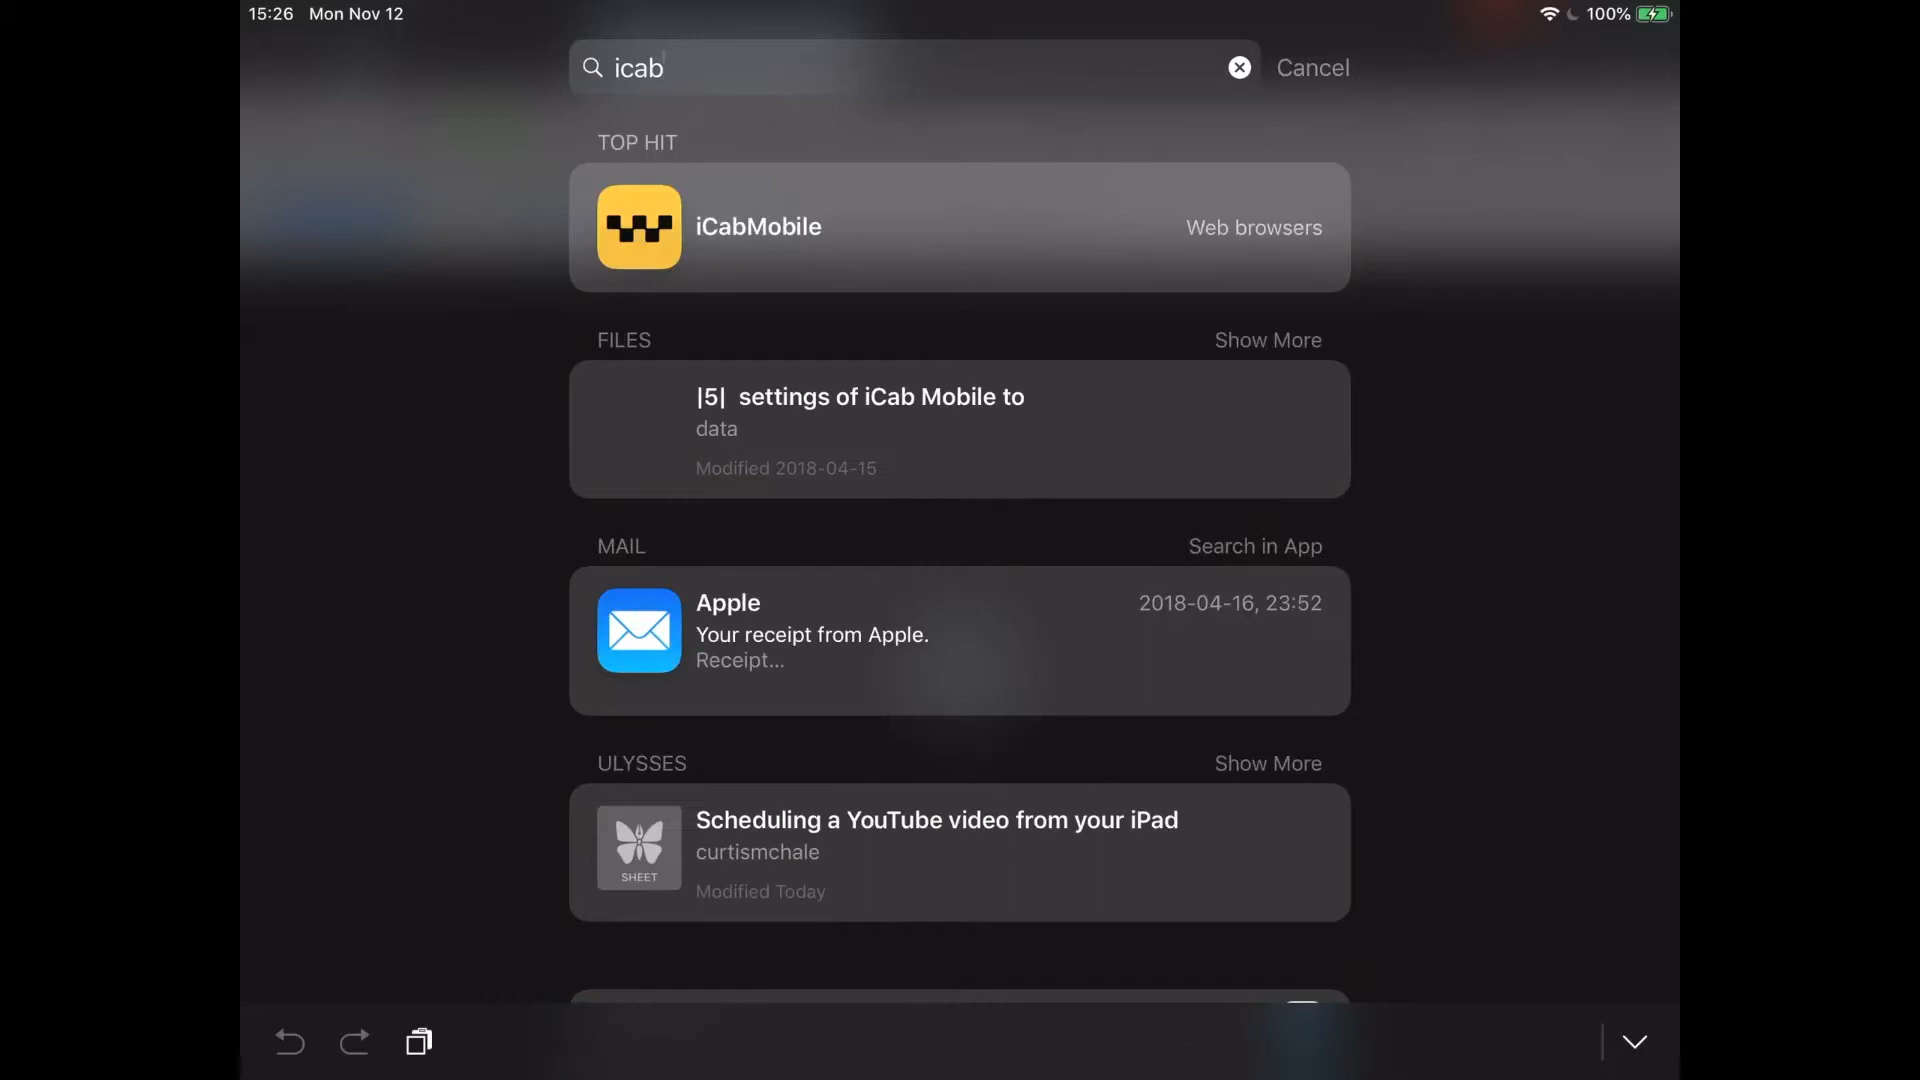 15:26 Mon Nov 12
100%
icab
Cancel
TOP HIT
iCabMobile
Web browsers
FILES
Show More
|5| settings of iCab Mobile to
data
Modified 2018-04-15
MAIL
Search in App
Apple
2018-04-16, 23:52
Your receipt from Apple.
Receipt...
ULYSSES
Show More
Scheduling a YouTube video from your iPad
curtismchale
SHEET
Modified Today